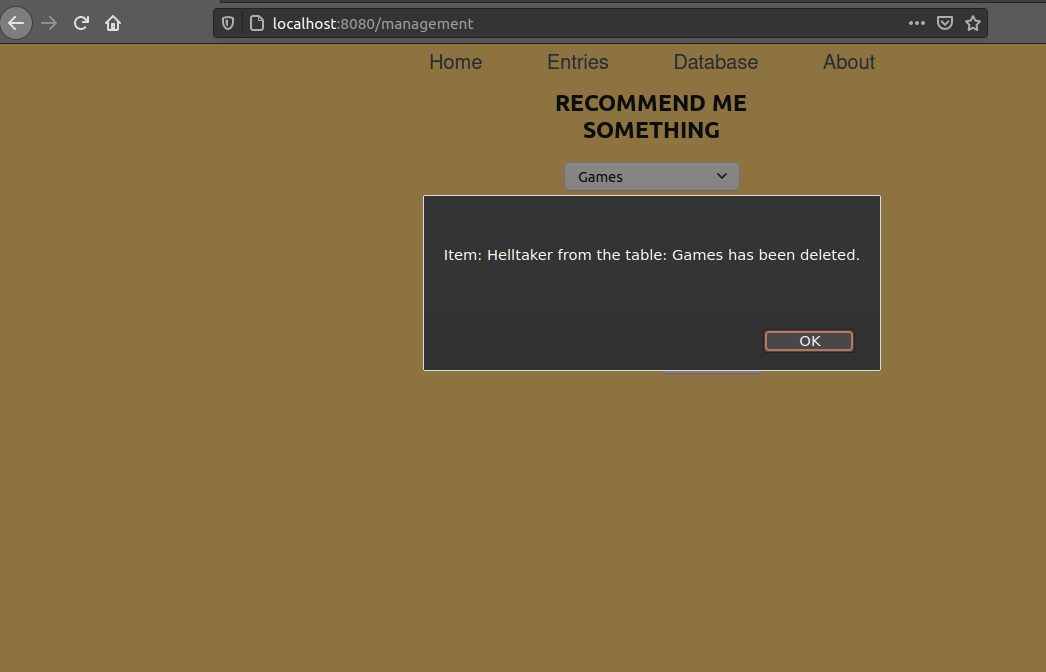 localhost:8080/management
Home Entries Database About
RECOMMEND ME
SOMETHING
Games
Item: Helltaker from the table: Games has been deleted.
OK